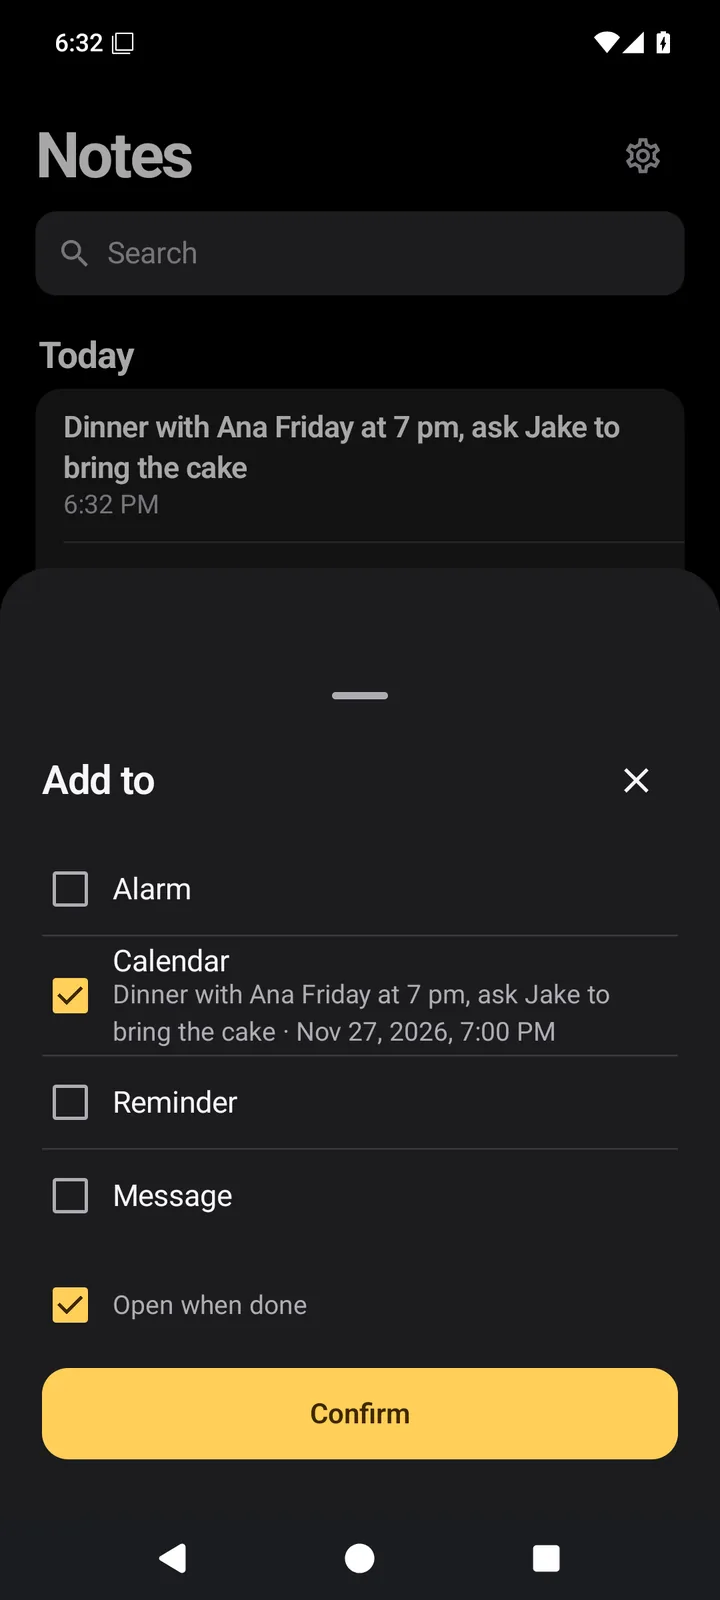 6:32
Notes
Search
Today
Dinner with Ana Friday at 7 pm, ask Jake to
bring the cake
6:32 PM
Add to
Alarm
Calendar
Dinner with Ana Friday at 7 pm, ask Jake to
bring the cake · Nov 27, 2026, 7:00 PM
Reminder
Message
Open when done
Confirm